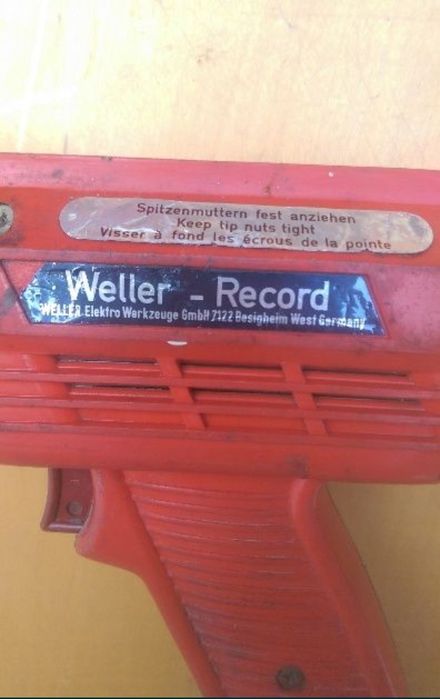 Spitzenmuttern fest anziehen
Keep tip nuts tight
Visser à fond les écrous de la pointe
Weller - Record
WELLER Elektro Werkzeuge GmbH 7122 Besigheim West Germany